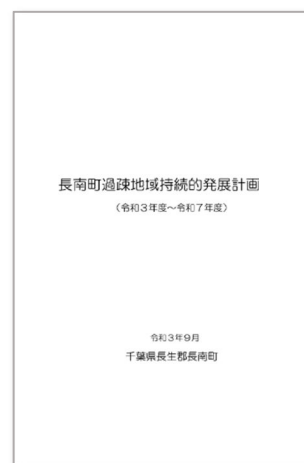 長南町過疎地域持続的発展計画
（令和３年度～令和７年度）
令和３年９月
千葉県長生郡長南町